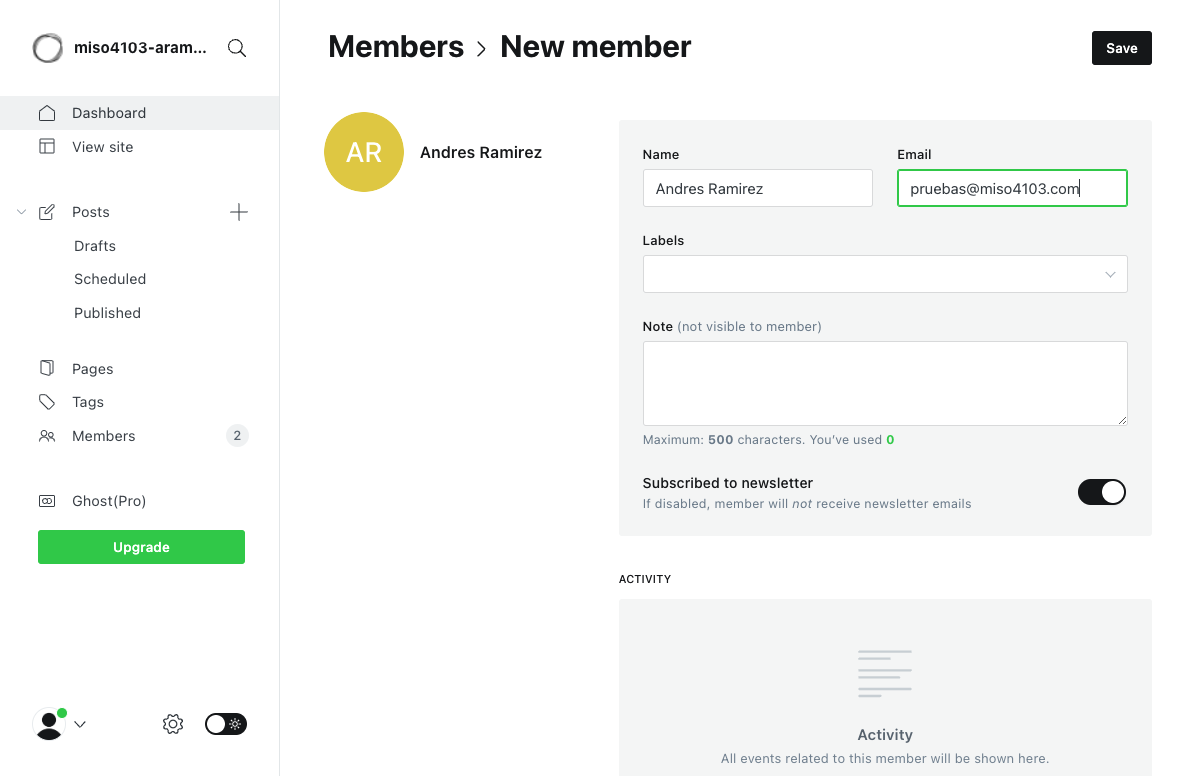 miso4103-aram...
Dashboard
View site
Posts
Drafts
Scheduled
Published
Pages
Tags
Members 2
Ghost(Pro)
Upgrade
Members > New member
Save
AR
Andres Ramirez
Name
Andres Ramirez
Email
pruebas@miso4103.com
Labels
Note (not visible to member)
Maximum: 500 characters. You've used 0
Subscribed to newsletter
If disabled, member will not receive newsletter emails
ACTIVITY
Activity
All events related to this member will be shown here.